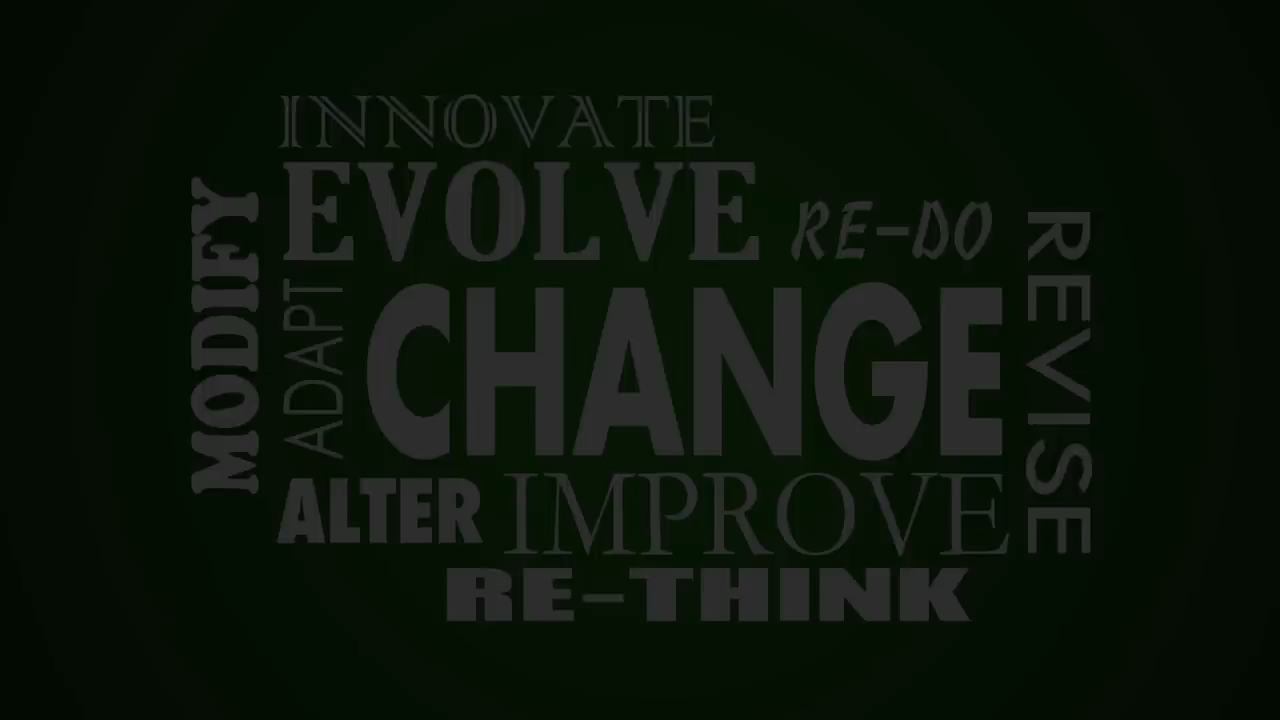 INNOVATE
EVOLVE
RE-DO
MODIFY
ADAPT
CHANGE
REVISE
ALTER
IMPROVE
RE-THINK